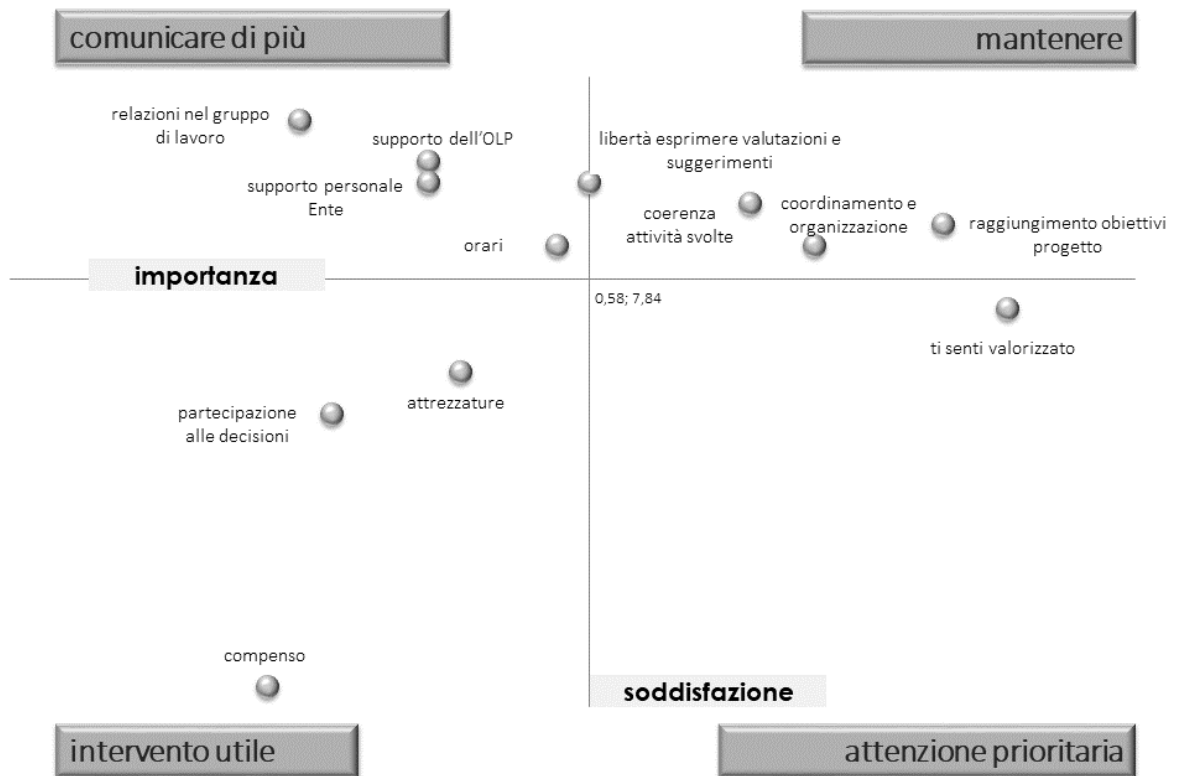 comunicare di più
mantenere
relazioni nel gruppo
di lavoro
supporto dell'OLP
libertà esprimere valutazioni e
suggerimenti
supporto personale
Ente
coerenza
attività svolte
coordinamento e
organizzazione
raggiungimento obiettivi
progetto
orari
importanza
0,58; 7,84
ti senti valorizzato
attrezzature
partecipazione
alle decisioni
compenso
soddisfazione
intervento utile
attenzione prioritaria